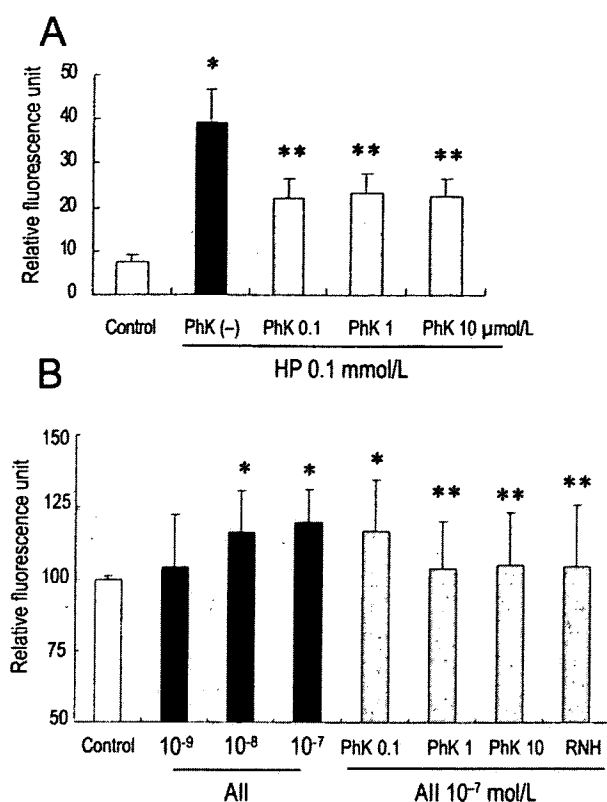 A
Relative fluorescence unit
50
40
30
20
10
0
*
**
**
**
Control PhK (–) PhK 0.1 PhK 1 PhK 10 µmol/L
HP 0.1 mmol/L
B
Relative fluorescence unit
150
125
100
75
50
*
*
*
**
**
**
Control 10⁻⁹ 10⁻⁸ 10⁻⁷ PhK 0.1 PhK 1 PhK 10 RNH
AII AII 10⁻⁷ mol/L